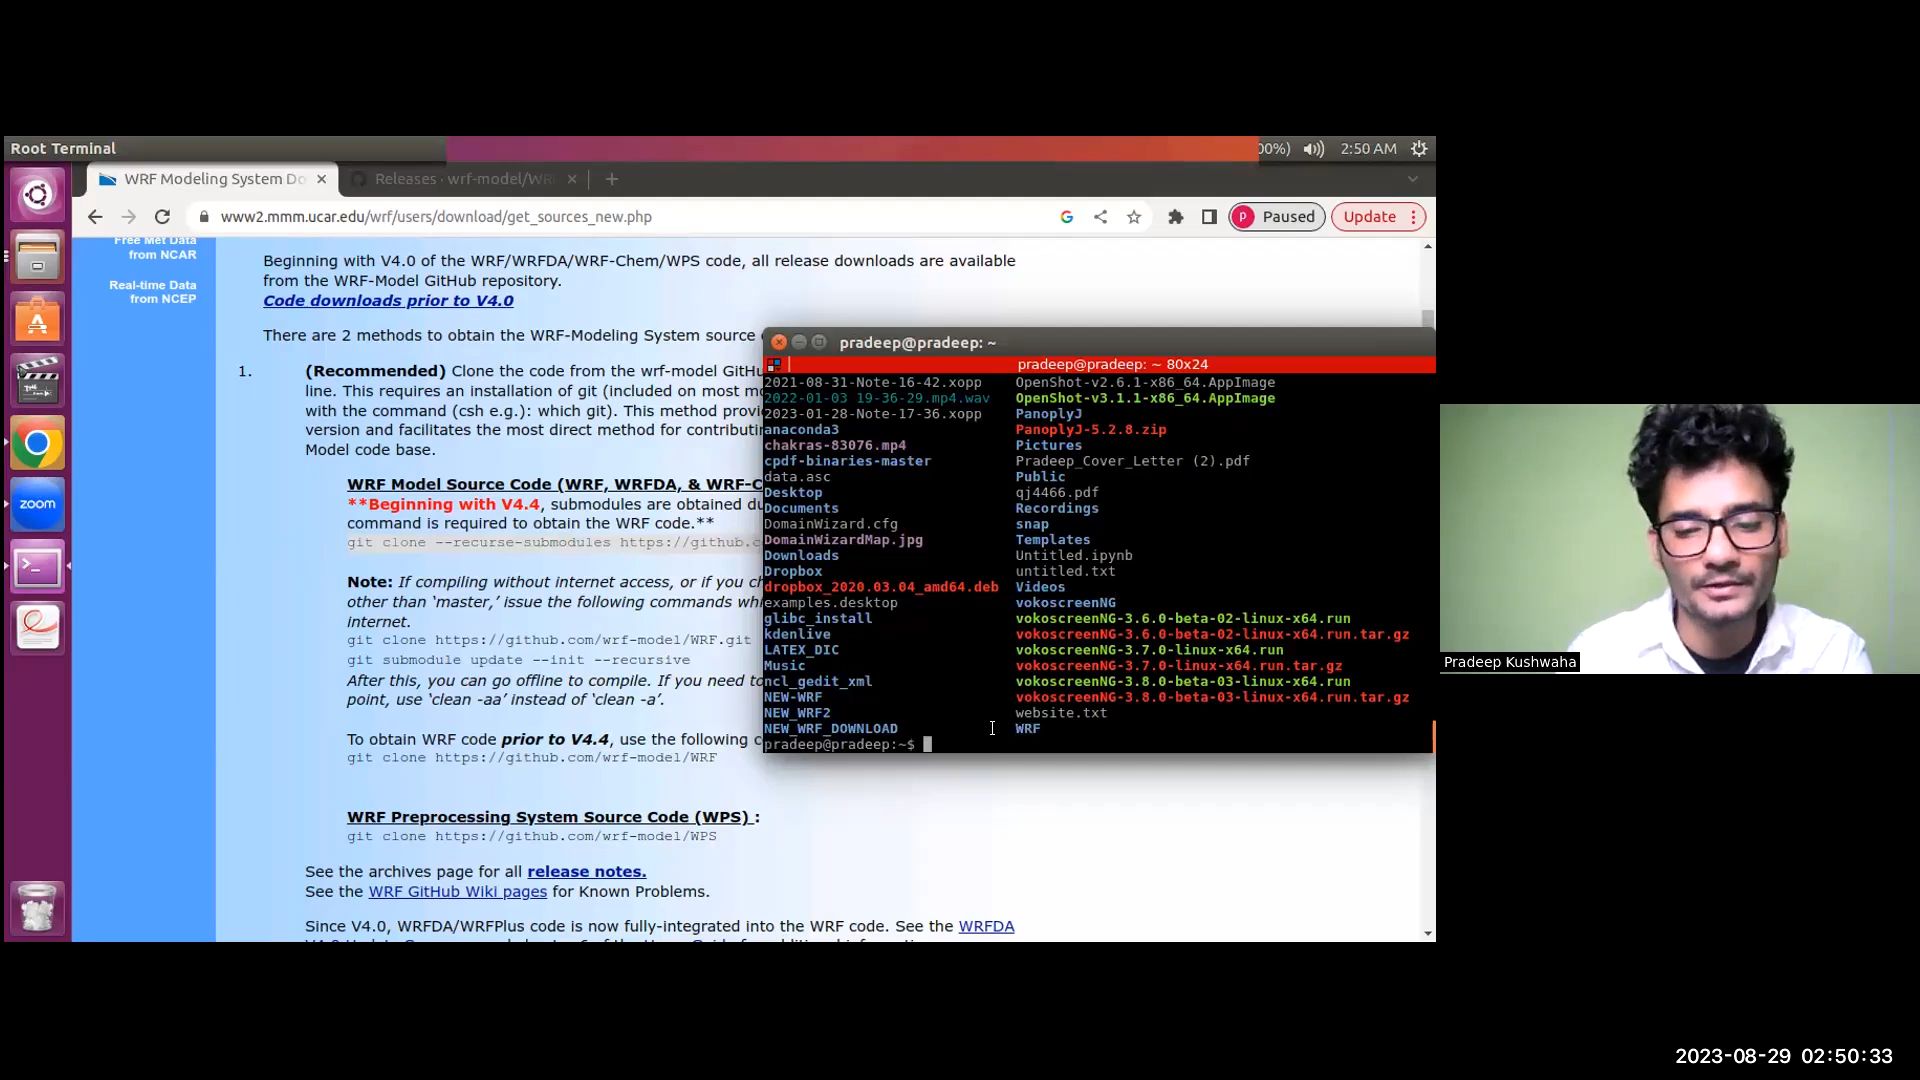 Root Terminal
00%) 2:50 AM
WRF Modeling System Do
Releases · wrf-model/WR
www2.mmm.ucar.edu/wrf/users/download/get_sources_new.php
P Paused
Update
Free Met Data
from NCAR
Real-time Data
from NCEP
Beginning with V4.0 of the WRF/WRFDA/WRF-Chem/WPS code, all release downloads are available
from the WRF-Model GitHub repository.
Code downloads prior to V4.0
There are 2 methods to obtain the WRF-Modeling System source
1. (Recommended) Clone the code from the wrf-model GitHu
line. This requires an installation of git (included on most m
with the command (csh e.g.): which git). This method provi
version and facilitates the most direct method for contributin
Model code base.
WRF Model Source Code (WRF, WRFDA, & WRF-C
**Beginning with V4.4, submodules are obtained du
command is required to obtain the WRF code.**
git clone --recurse-submodules https://github.c
Note: If compiling without internet access, or if you ch
other than 'master,' issue the following commands whi
internet.
git clone https://github.com/wrf-model/WRF.git
git submodule update --init --recursive
After this, you can go offline to compile. If you need to
point, use 'clean -aa' instead of 'clean -a'.
To obtain WRF code prior to V4.4, use the following c
git clone https://github.com/wrf-model/WRF
WRF Preprocessing System Source Code (WPS) :
git clone https://github.com/wrf-model/WPS
See the archives page for all release notes.
See the WRF GitHub Wiki pages for Known Problems.
Since V4.0, WRFDA/WRFPlus code is now fully-integrated into the WRF code. See the WRFDA
pradeep@pradeep: ~
pradeep@pradeep: ~ 80x24
2021-08-31-Note-16-42.xopp OpenShot-v2.6.1-x86_64.AppImage
2022-01-03 19-36-29.mp4.wav OpenShot-v3.1.1-x86_64.AppImage
2023-01-28-Note-17-36.xopp PanoplyJ
anaconda3 PanoplyJ-5.2.8.zip
chakras-83076.mp4 Pictures
cpdf-binaries-master Pradeep_Cover_Letter (2).pdf
data.asc Public
Desktop qj4466.pdf
Documents Recordings
DomainWizard.cfg snap
DomainWizardMap.jpg Templates
Downloads Untitled.ipynb
Dropbox untitled.txt
dropbox_2020.03.04_amd64.deb Videos
examples.desktop vokoscreenNG
glibc_install vokoscreenNG-3.6.0-beta-02-linux-x64.run
kdenlive vokoscreenNG-3.6.0-beta-02-linux-x64.run.tar.gz
LATEX_DIC vokoscreenNG-3.7.0-linux-x64.run
Music vokoscreenNG-3.7.0-linux-x64.run.tar.gz
ncl_gedit_xml vokoscreenNG-3.8.0-beta-03-linux-x64.run
NEW-WRF vokoscreenNG-3.8.0-beta-03-linux-x64.run.tar.gz
NEW_WRF2 website.txt
NEW_WRF_DOWNLOAD WRF
pradeep@pradeep:~$
zoom
Pradeep Kushwaha
2023-08-29 02:50:33